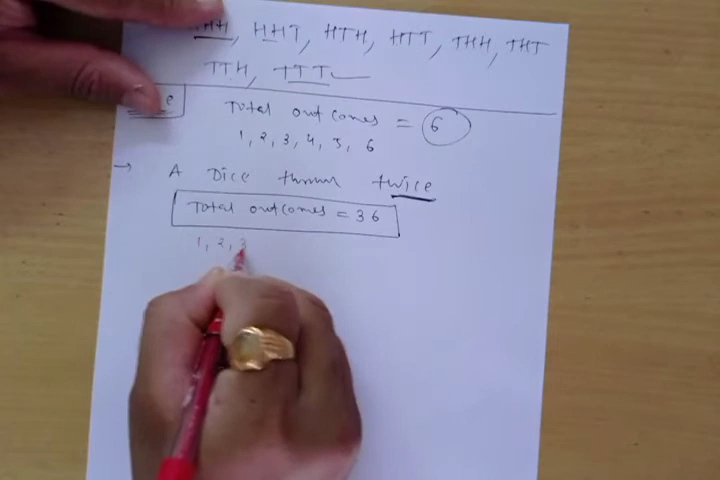 HHT, HTH, HTT, THH, THT
TTH, TTT
Total outcomes = 6
1, 2, 3, 4, 5, 6
→ A Dice thrown twice
Total outcomes = 36
1, 2, 3